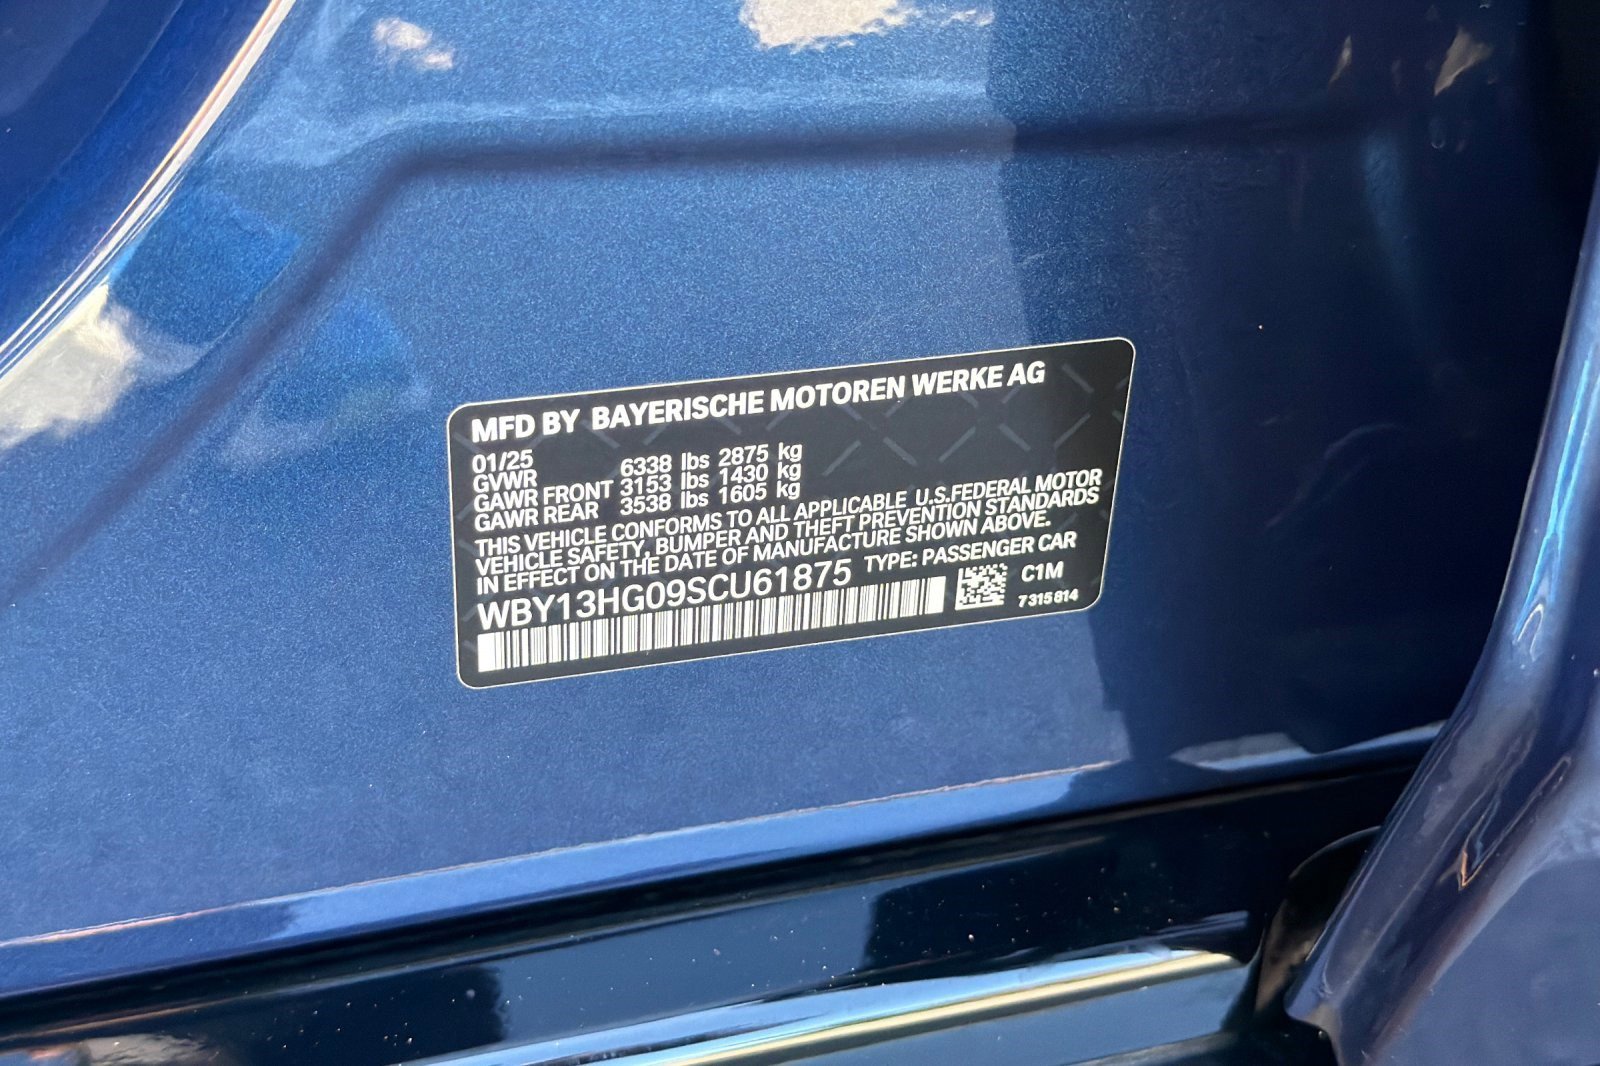 MFD BY BAYERISCHE MOTOREN WERKE AG
01/25
GVWR 6338 lbs 2875 kg
GAWR FRONT 3153 lbs 1430 kg
GAWR REAR 3538 lbs 1605 kg
THIS VEHICLE CONFORMS TO ALL APPLICABLE U.S.FEDERAL MOTOR
VEHICLE SAFETY, BUMPER AND THEFT PREVENTION STANDARDS
IN EFFECT ON THE DATE OF MANUFACTURE SHOWN ABOVE.
WBY13HG09SCU61875 TYPE: PASSENGER CAR
C1M
7315814